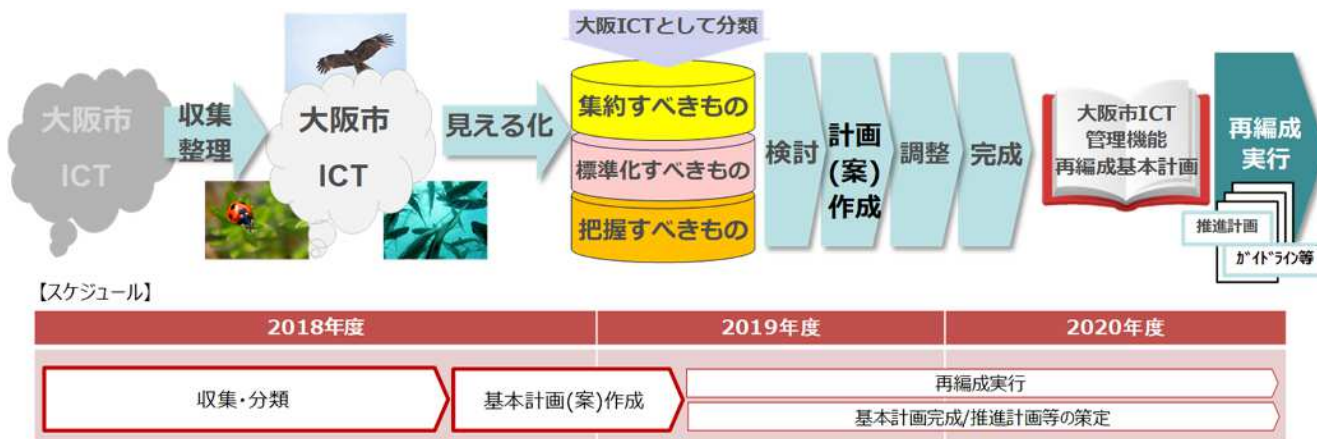 大阪ICTとして分類
大阪市
ICT
収集
整理
大阪市
ICT
見える化
集約すべきもの
標準化すべきもの
把握すべきもの
検討
計画
(案)
作成
調整
完成
大阪市ICT
管理機能
再編成基本計画
再編成
実行
推進計画
ｶﾞｲﾄﾞﾗｲﾝ等
【スケジュール】
2018年度
2019年度
2020年度
収集・分類
基本計画(案)作成
再編成実行
基本計画完成/推進計画等の策定